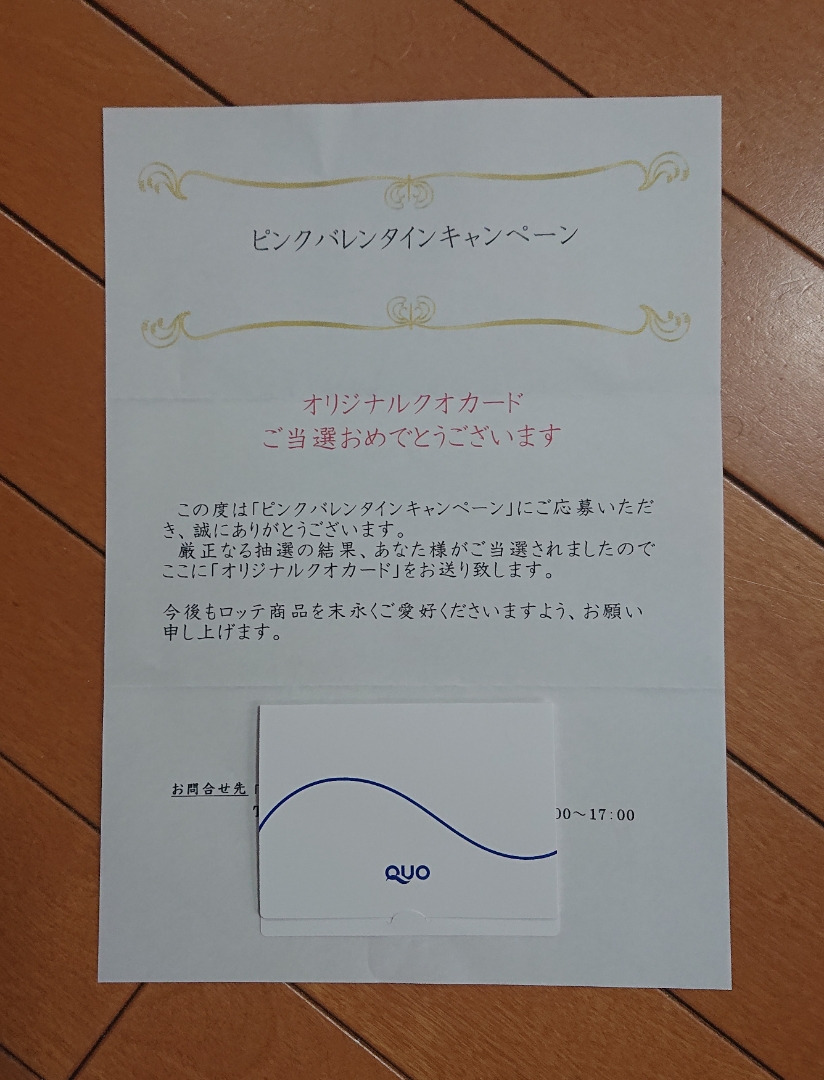 ピンクバレンタインキャンペーン
オリジナルクオカード
ご当選おめでとうございます
この度は「ピンクバレンタインキャンペーン」にご応募いただ
き、誠にありがとうございます。
厳正なる抽選の結果、あなた様がご当選されましたので
ここに「オリジナルクオカード」をお送り致します。
今後もロッテ商品を末永くご愛好くださいますよう、お願い
申し上げます。
お問合せ先「
00～17:00
QUO